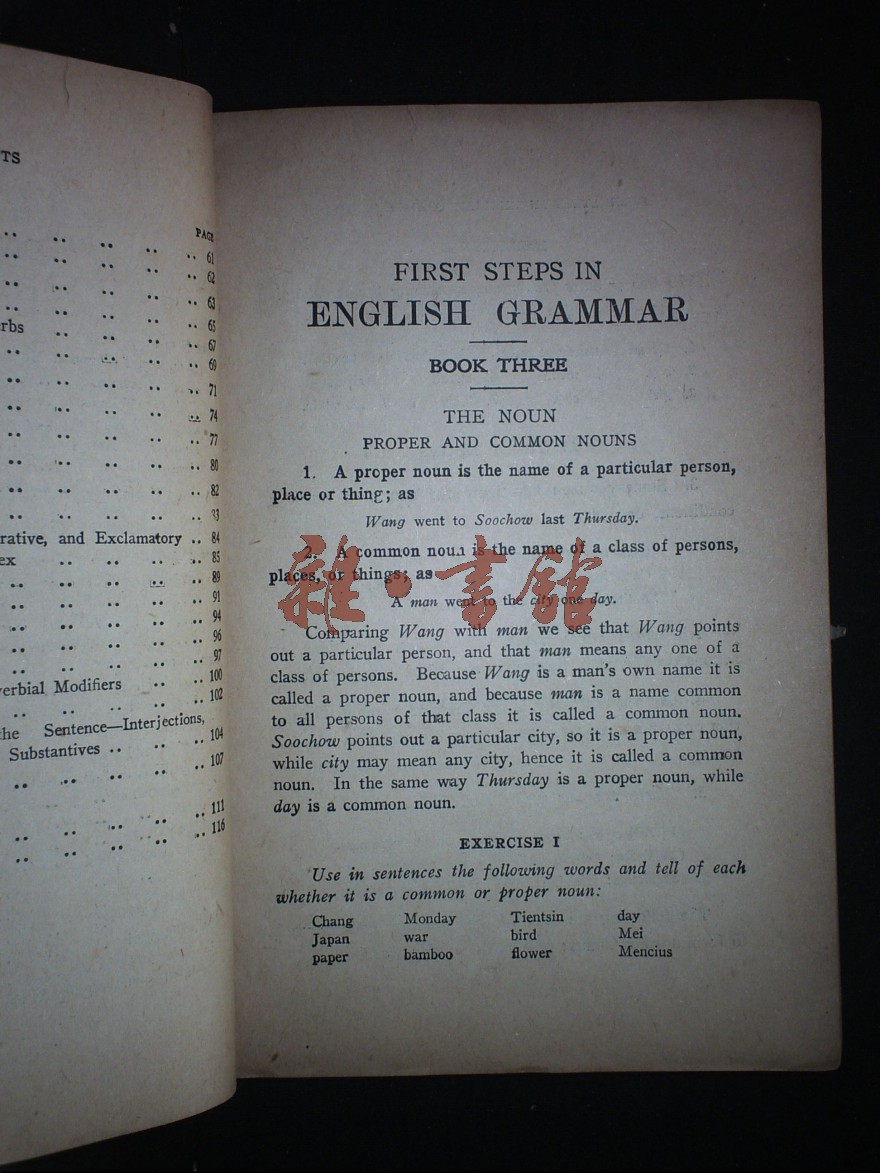 TS
PAGE
61
62
63
rbs 65
67
69
71
74
77
80
82
83
rative, and Exclamatory .. 84
ex 85
89
91
94
96
97
100
verbial Modifiers 102
the Sentence—Interjections,
Substantives 104
107
111
116
FIRST STEPS IN
ENGLISH GRAMMAR
BOOK THREE
THE NOUN
PROPER AND COMMON NOUNS
1. A proper noun is the name of a particular person,
place or thing; as
Wang went to Soochow last Thursday.
2. A common noun is the name of a class of persons,
places, or things; as
A man went to the city one day.
雜·書館
Comparing Wang with man we see that Wang points
out a particular person, and that man means any one of a
class of persons. Because Wang is a man's own name it is
called a proper noun, and because man is a name common
to all persons of that class it is called a common noun.
Soochow points out a particular city, so it is a proper noun,
while city may mean any city, hence it is called a common
noun. In the same way Thursday is a proper noun, while
day is a common noun.
EXERCISE I
Use in sentences the following words and tell of each
whether it is a common or proper noun:
Chang Monday Tientsin day
Japan war bird Mei
paper bamboo flower Mencius